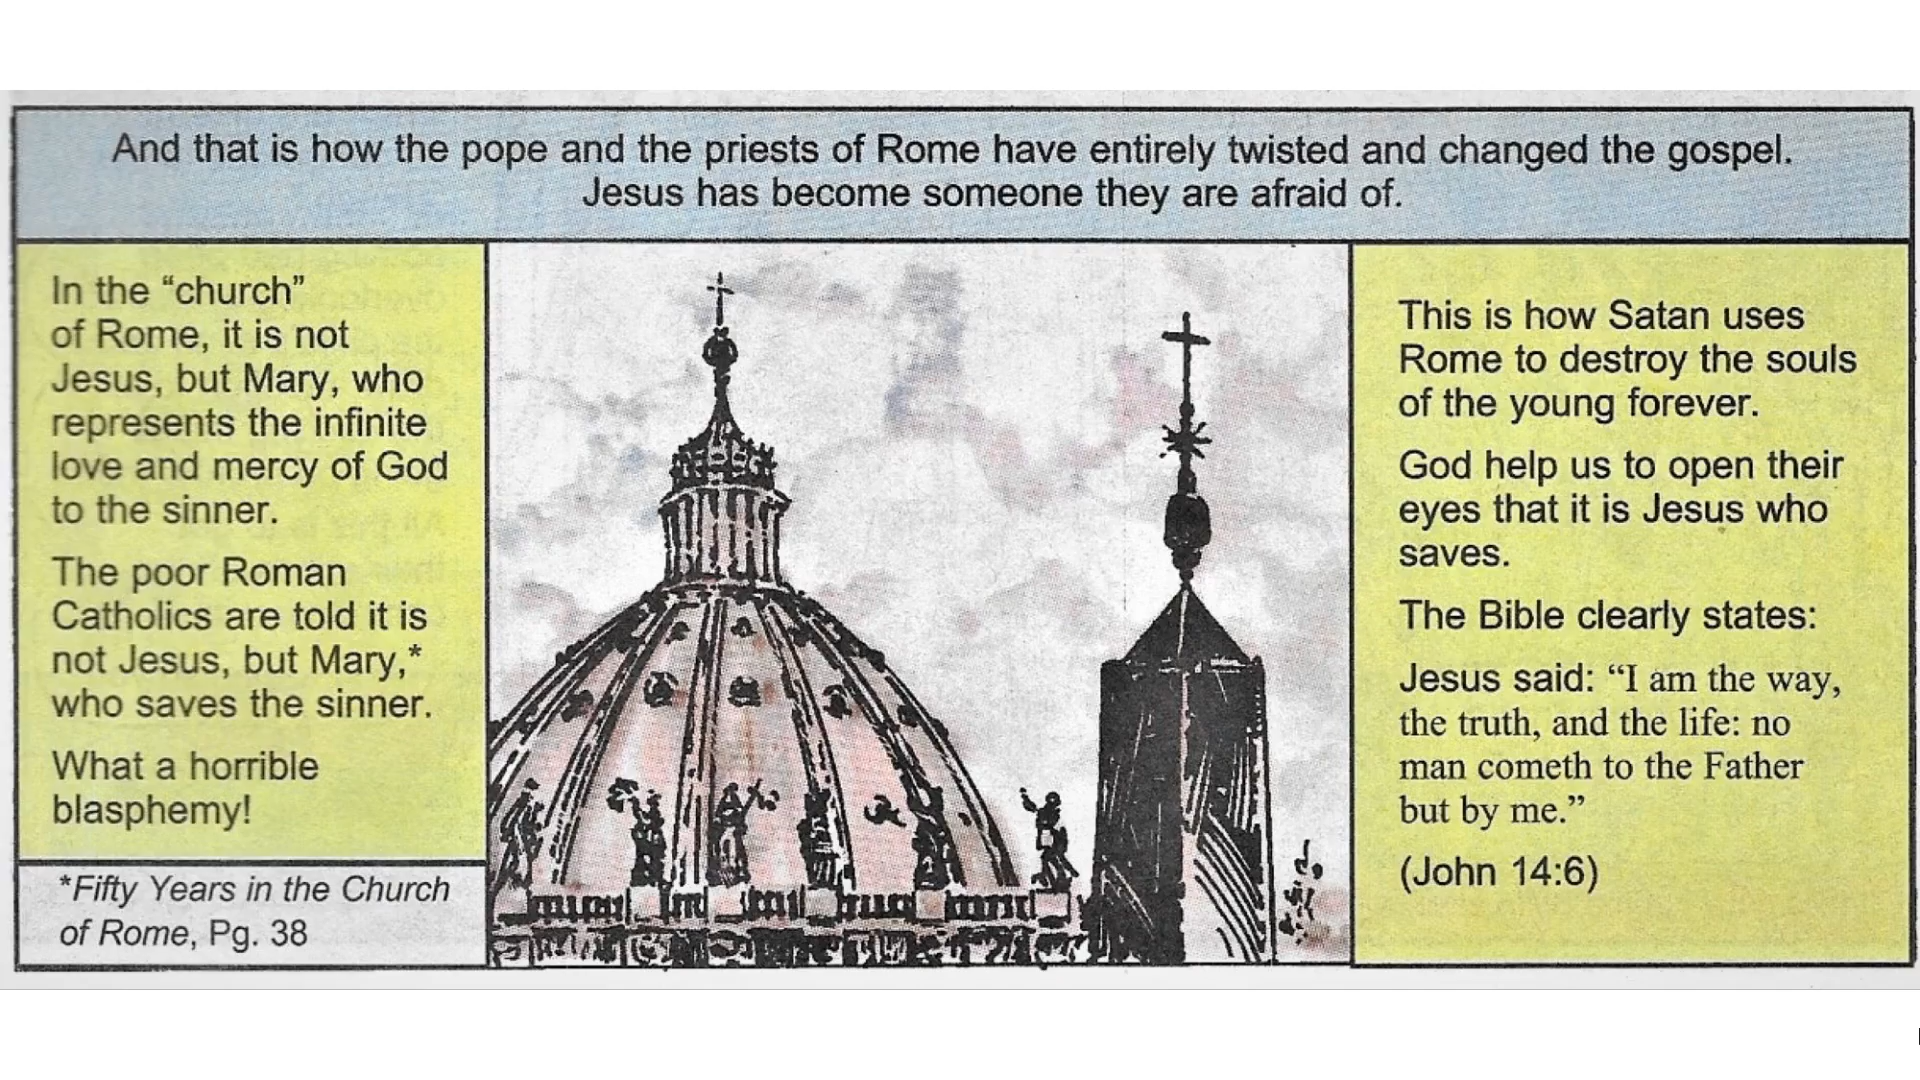 And that is how the pope and the priests of Rome have entirely twisted and changed the gospel.
Jesus has become someone they are afraid of.
In the “church”
of Rome, it is not
Jesus, but Mary, who
represents the infinite
love and mercy of God
to the sinner.
The poor Roman
Catholics are told it is
not Jesus, but Mary,*
who saves the sinner.
What a horrible
blasphemy!
*Fifty Years in the Church
of Rome, Pg. 38
This is how Satan uses
Rome to destroy the souls
of the young forever.
God help us to open their
eyes that it is Jesus who
saves.
The Bible clearly states:
Jesus said: “I am the way,
the truth, and the life: no
man cometh to the Father
but by me.”
(John 14:6)